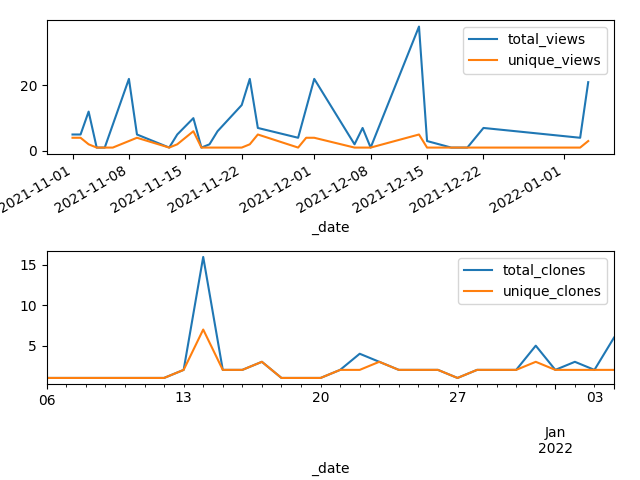 total_views
unique_views
20
0
2021-11-01
2021-11-08
2021-11-15
2021-11-22
2021-12-01
2021-12-08
2021-12-15
2021-12-22
2022-01-01
_date
total_clones
unique_clones
15
10
5
06 13 20 27 03
Jan
2022
_date